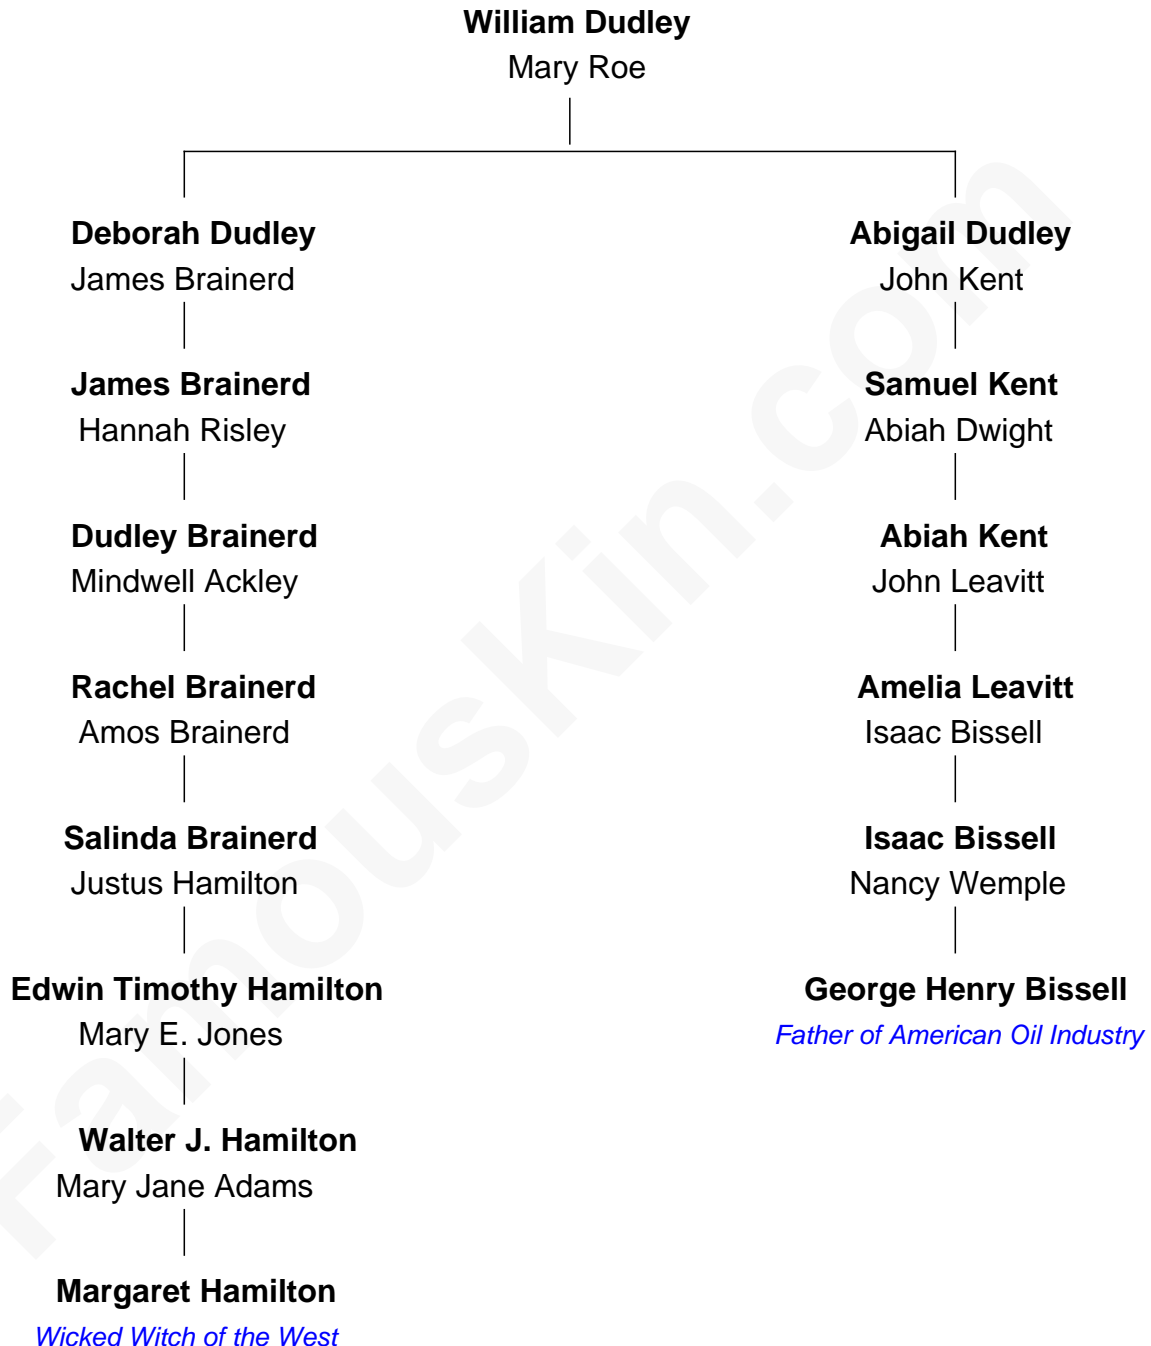 William Dudley
Mary Roe
Deborah Dudley
James Brainerd
Abigail Dudley
John Kent
James Brainerd
Hannah Risley
Samuel Kent
Abiah Dwight
Dudley Brainerd
Mindwell Ackley
Abiah Kent
John Leavitt
Rachel Brainerd
Amos Brainerd
Amelia Leavitt
Isaac Bissell
Salinda Brainerd
Justus Hamilton
Isaac Bissell
Nancy Wemple
Edwin Timothy Hamilton
Mary E. Jones
George Henry Bissell
Father of American Oil Industry
Walter J. Hamilton
Mary Jane Adams
Margaret Hamilton
Wicked Witch of the West
FamousKin.com